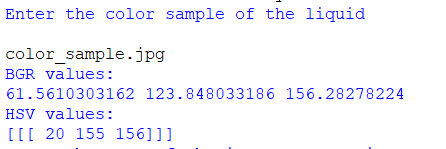 Enter the color sample of the liquid
color_sample.jpg
BGR values:
61.5610303162 123.848033186 156.28278224
HSV values:
[[[ 20 155 156]]]